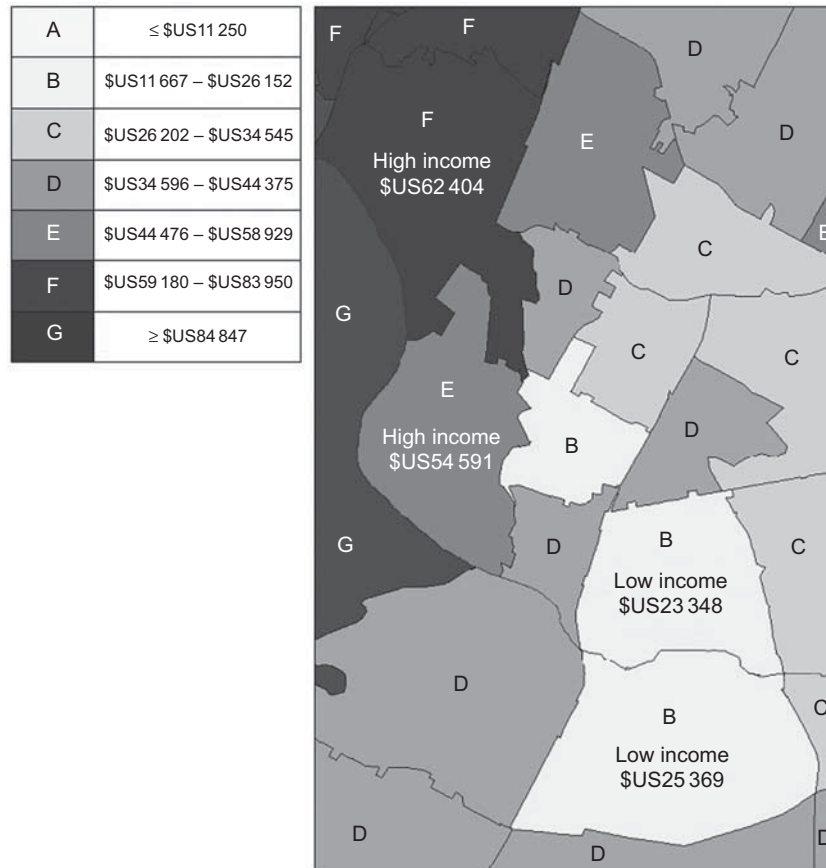 A ≤ $US11 250
B $US11 667 – $US26 152
C $US26 202 – $US34 545
D $US34 596 – $US44 375
E $US44 476 – $US58 929
F $US59 180 – $US83 950
G ≥ $US84 847
F
F
D
F
High income
$US62 404
E
D
E
C
D
G
C
C
E
High income
$US54 591
D
B
G
D
B
Low income
$US23 348
C
D
B
Low income
$US25 369
C
D
D
D